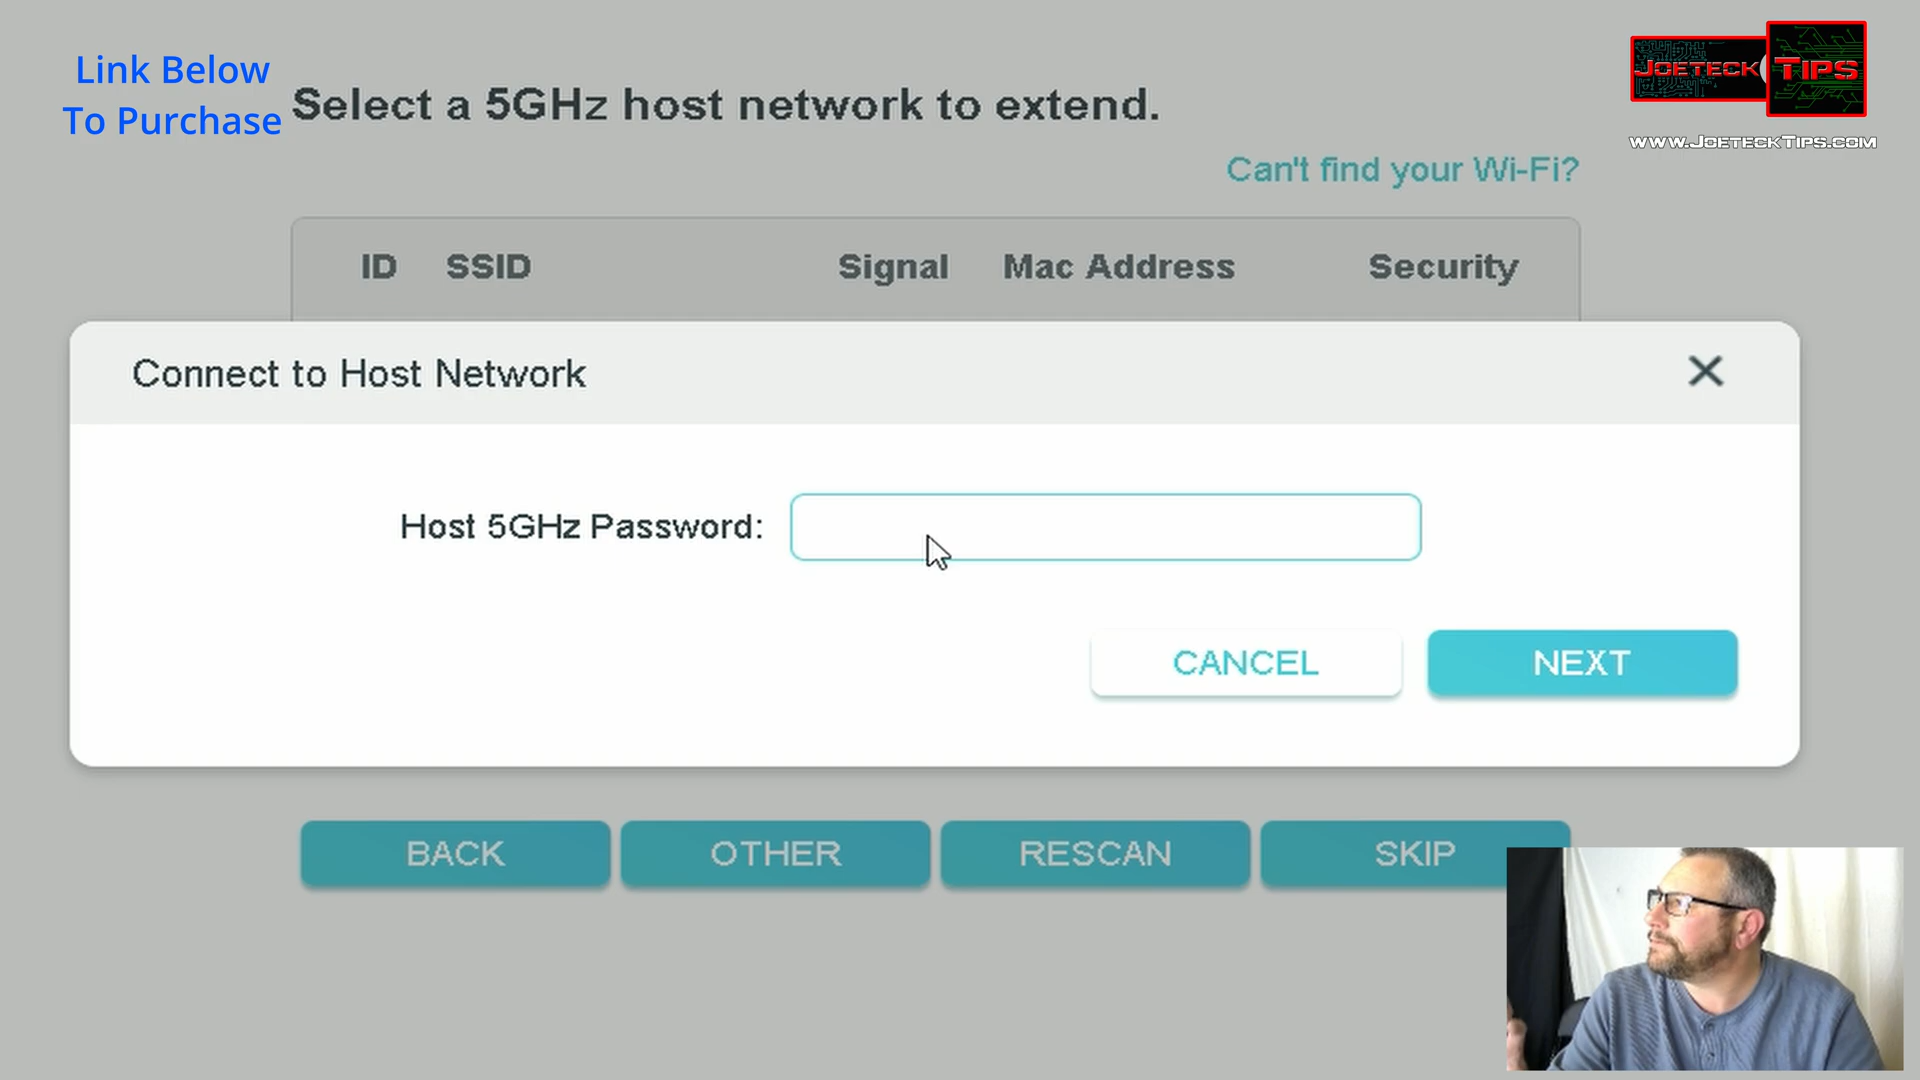 Link Below
To Purchase
Select a 5GHz host network to extend.
JOETECK TIPS
WWW.JOETECKTIPS.COM
Can't find your Wi-Fi?
ID SSID Signal Mac Address Security
Connect to Host Network
Host 5GHz Password:
CANCEL NEXT
BACK OTHER RESCAN SKIP